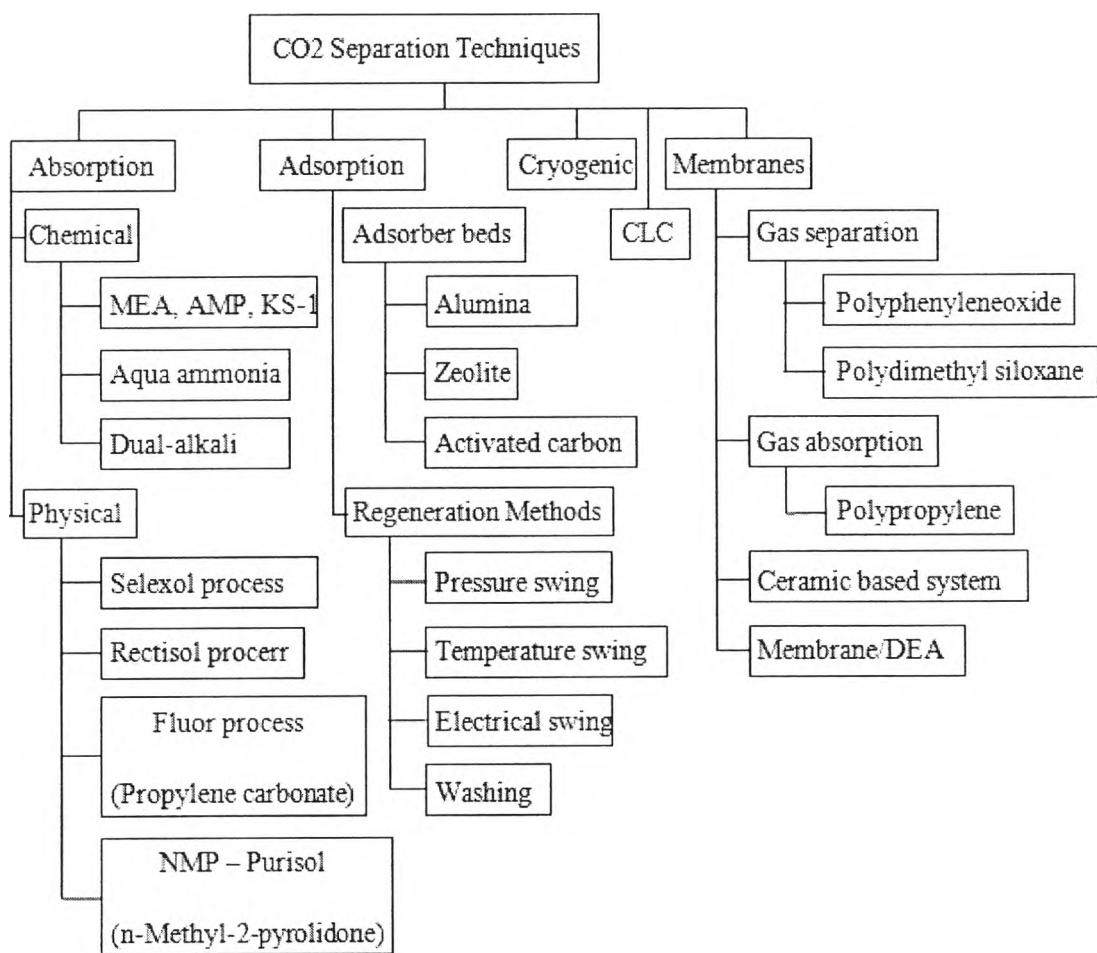 CO2 Separation Techniques
Absorption
Adsorption
Cryogenic
Membranes
CLC
Chemical
MEA, AMP, KS-1
Aqua ammonia
Dual-alkali
Physical
Selexol process
Rectisol procerr
Fluor process
(Propylene carbonate)
NMP – Purisol
(n-Methyl-2-pyrolidone)
Adsorber beds
Alumina
Zeolite
Activated carbon
Regeneration Methods
Pressure swing
Temperature swing
Electrical swing
Washing
Gas separation
Polyphenyleneoxide
Polydimethyl siloxane
Gas absorption
Polypropylene
Ceramic based system
Membrane/DEA